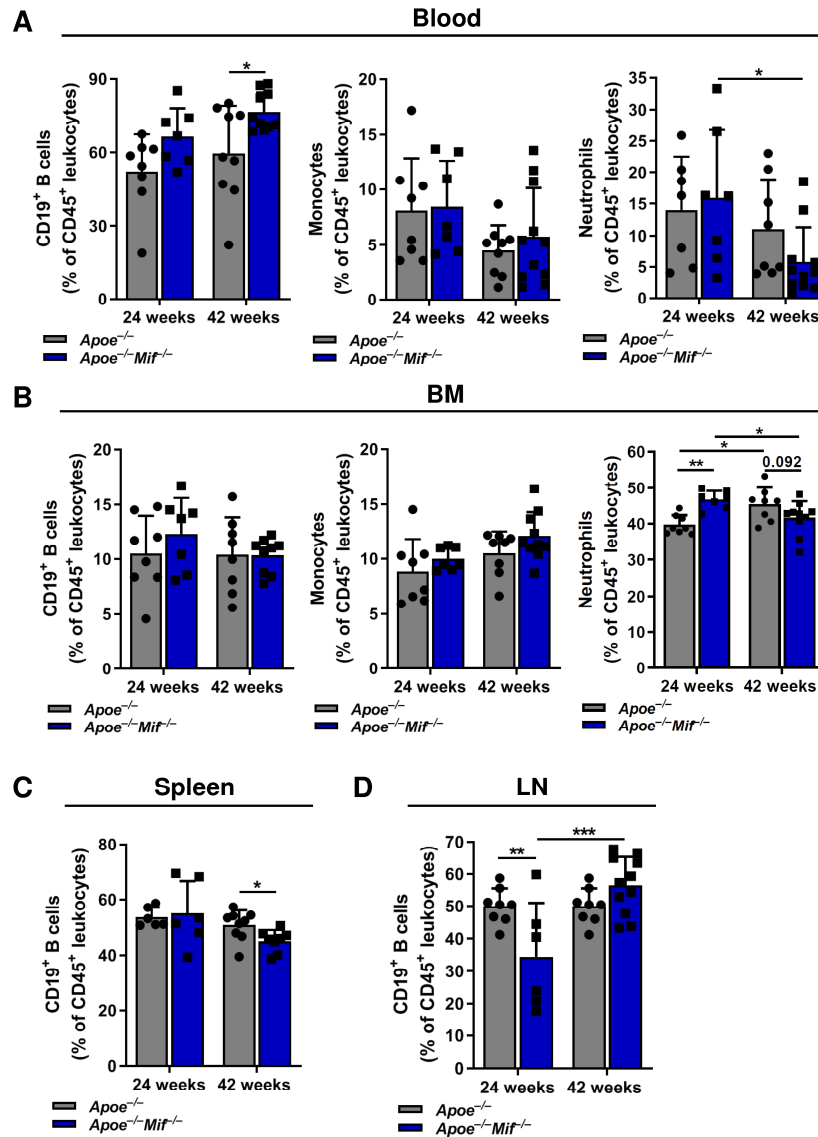 A Blood
CD19⁺ B cells
(% of CD45⁺ leukocytes)
90
60
30
0
*
24 weeks 42 weeks
Apoe⁻/⁻
Apoe⁻/⁻Mif⁻/⁻
Monocytes
(% of CD45⁺ leukocytes)
20
15
10
5
0
24 weeks 42 weeks
Apoe⁻/⁻
Apoe⁻/⁻Mif⁻/⁻
Neutrophils
(% of CD45⁺ leukocytes)
35
30
25
20
15
10
5
0
*
24 weeks 42 weeks
Apoe⁻/⁻
Apoe⁻/⁻Mif⁻/⁻
B BM
CD19⁺ B cells
(% of CD45⁺ leukocytes)
20
15
10
5
0
24 weeks 42 weeks
Apoe⁻/⁻
Apoe⁻/⁻Mif⁻/⁻
Monocytes
(% of CD45⁺ leukocytes)
20
15
10
5
0
24 weeks 42 weeks
Apoe⁻/⁻
Apoe⁻/⁻Mif⁻/⁻
Neutrophils
(% of CD45⁺ leukocytes)
60
50
40
30
20
10
0
*
*
** 0.092
24 weeks 42 weeks
Apoe⁻/⁻
Apoc⁻/⁻Mif⁻/⁻
C Spleen
CD19⁺ B cells
(% of CD45⁺ leukocytes)
80
60
40
20
0
*
24 weeks 42 weeks
Apoe⁻/⁻
Apoe⁻/⁻Mif⁻/⁻
D LN
CD19⁺ B cells
(% of CD45⁺ leukocytes)
70
60
50
40
30
20
10
0
***
**
24 weeks 42 weeks
Apoe⁻/⁻
Apoe⁻/⁻Mif⁻/⁻